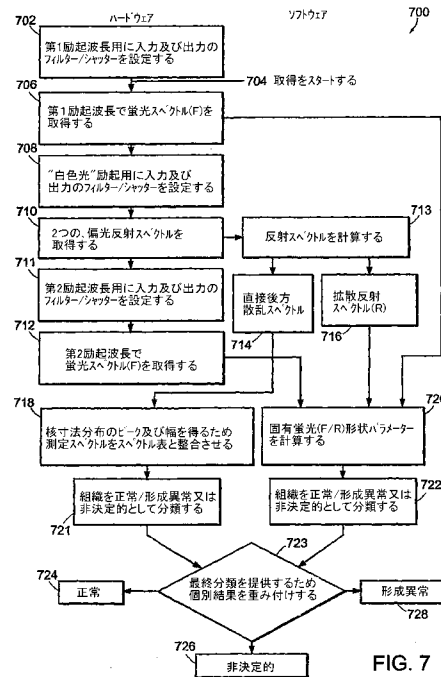 ハードウェア
ソフトウェア
700
702
第1励起波長用に入力及び出力の
フィルター/シャッターを設定する
704 取得をスタートする
706
第1励起波長で蛍光スペクトル(F)を
取得する
708
"白色光"励起用に入力及び
出力のフィルター/シャッターを設定する
710
2つの、偏光反射スペクトルを
取得する
713
反射スペクトルを計算する
711
第2励起波長用に入力及び出力の
フィルター/シャッターを設定する
直接後方
散乱スペクトル
714
拡散反射
スペクトル(R)
716
712
第2励起波長で
蛍光スペクトル(F)を取得する
718
核寸法分布のピーク及び幅を得るため
測定スペクトルをスペクトル表と整合させる
720
固有蛍光(F/R)形状パラメーター
を計算する
組織を正常/形成異常又は
非決定的として分類する
721
組織を正常/形成異常又は
非決定的として分類する
722
723
最終分類を提供するため
個別結果を重み付けする
724
正常
形成異常
728
726
非決定的
FIG. 7